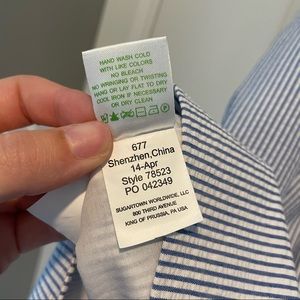 HAND WASH COLD
WITH LIKE COLORS
NO BLEACH
NO WRINGING OR TWISTING
HANG OR LAY FLAT TO DRY
COOL IRON IF NECESSARY
OR DRY CLEAN
677
Shenzhen,China
14-Apr
Style 78523
PO 042349
SUGARTOWN WORLDWIDE, LLC
800 THIRD AVENUE
KING OF PRUSSIA, PA USA